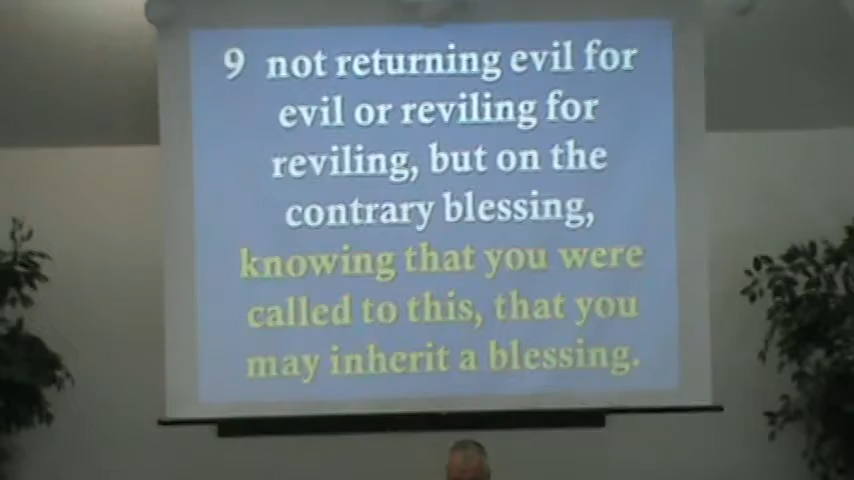 9 not returning evil for
evil or reviling for
reviling, but on the
contrary blessing,
knowing that you were
called to this, that you
may inherit a blessing.